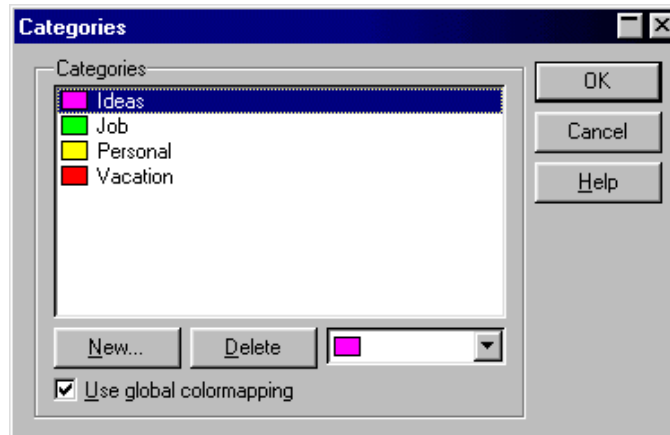 Categories
Categories
Ideas
Job
Personal
Vacation
New...
Delete
Use global colormapping
OK
Cancel
Help